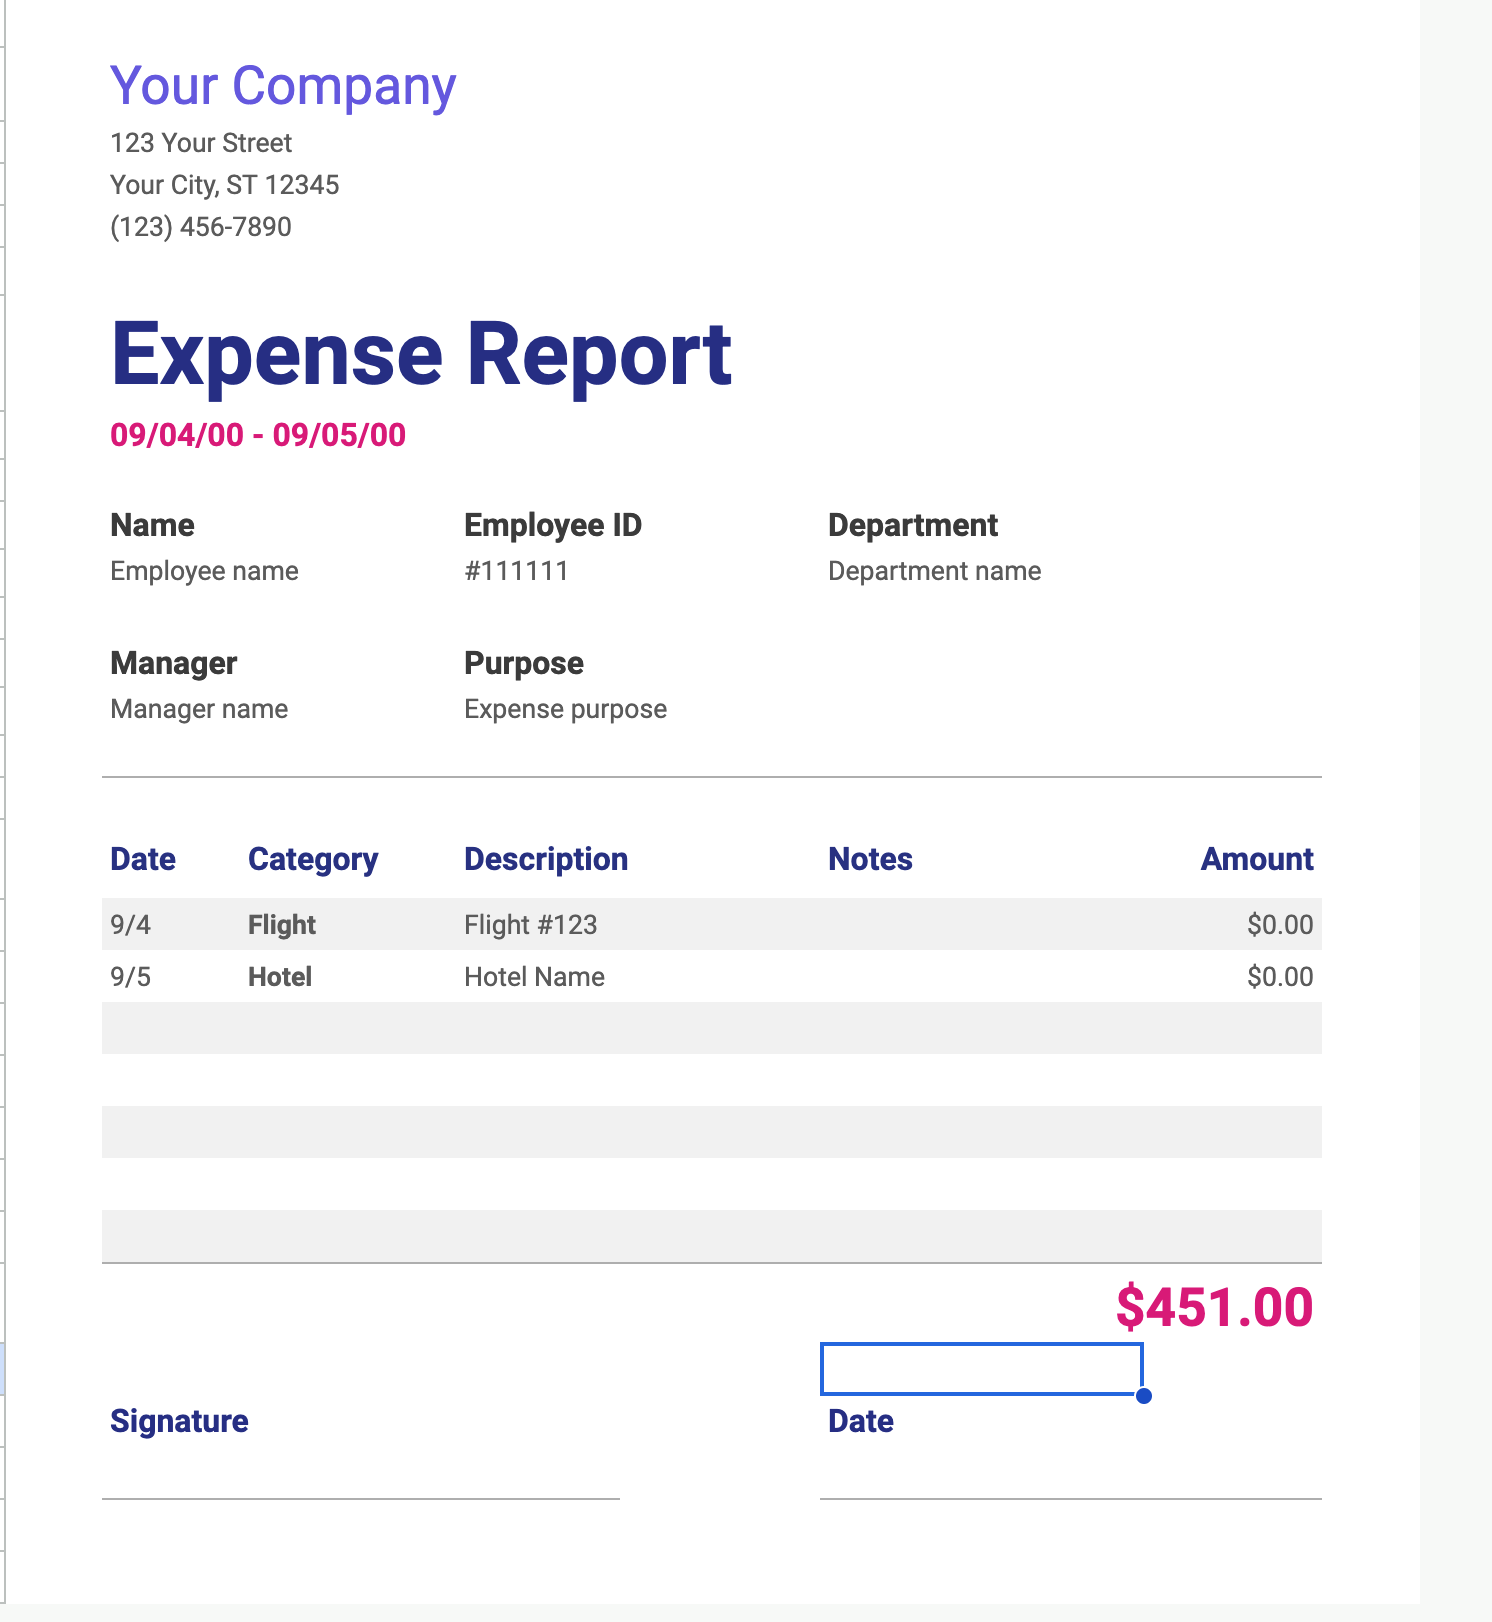 Your Company
123 Your Street
Your City, ST 12345
(123) 456-7890
Expense Report
09/04/00 - 09/05/00
Name Employee ID Department
Employee name #111111 Department name
Manager Purpose
Manager name Expense purpose
Date Category Description Notes Amount
9/4 Flight Flight #123 $0.00
9/5 Hotel Hotel Name $0.00
$451.00
Signature Date